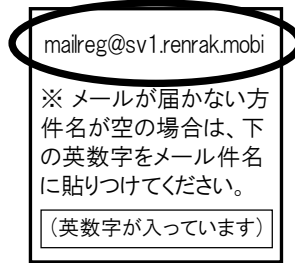 mailreg@sv1.renrak.mobi
※ メールが届かない方
件名が空の場合は、下
の英数字をメール件名
に貼りつけてください。
（英数字が入っています）